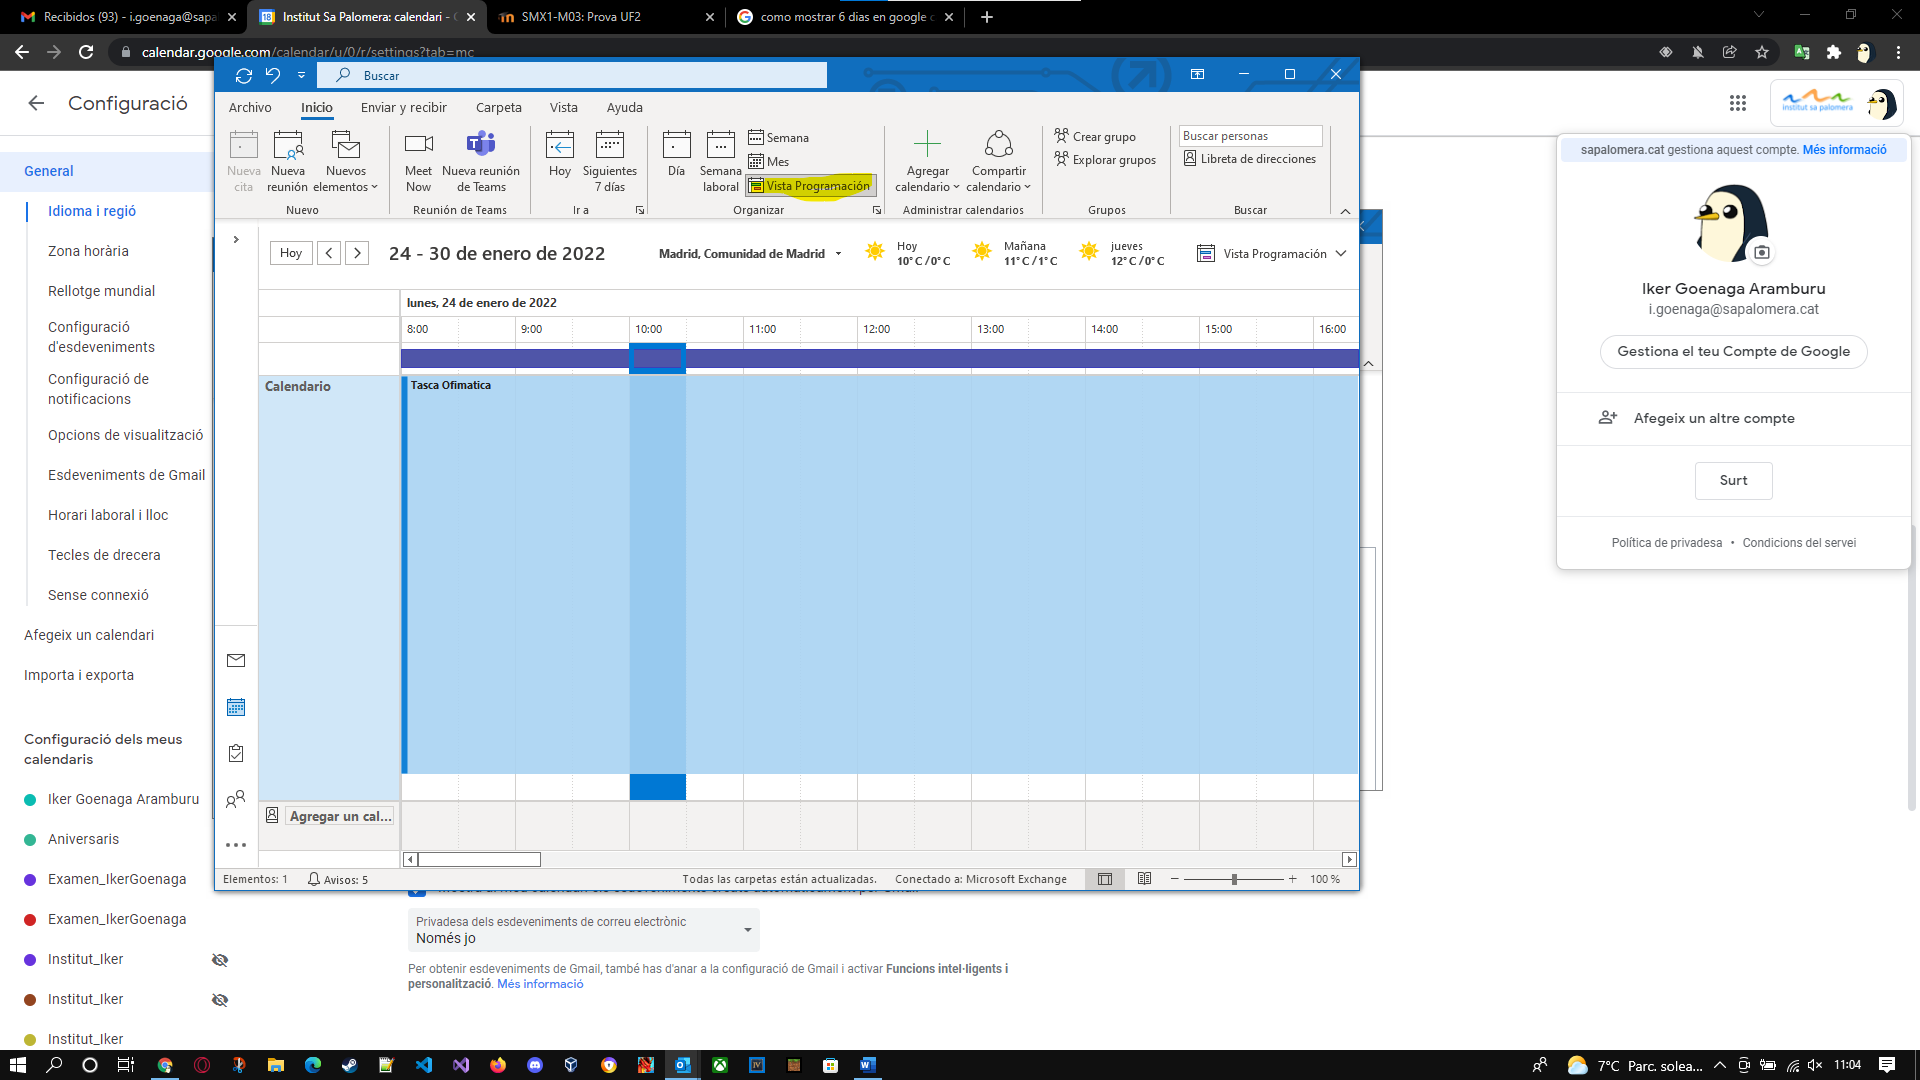 Recibidos (93) - i.goenaga@sapa
Institut Sa Palomera: calendari - C
SMX1-M03: Prova UF2
como mostrar 6 dias en google c
calendar.google.com/calendar/u/0/r/settings?tab=mc
Configuració
General
Idioma i regió
Zona horària
Rellotge mundial
Configuració
d'esdeveniments
Configuració de
notificacions
Opcions de visualització
Esdeveniments de Gmail
Horari laboral i lloc
Tecles de drecera
Sense connexió
Afegeix un calendari
Importa i exporta
Configuració dels meus
calendaris
Iker Goenaga Aramburu
Aniversaris
Examen_IkerGoenaga
Examen_IkerGoenaga
Institut_Iker
Institut_Iker
Institut_Iker
Buscar
Archivo Inicio Enviar y recibir Carpeta Vista Ayuda
Nueva
cita
Nueva
reunión
Nuevos
elementos
Nuevo
Meet
Now
Nueva reunión
de Teams
Reunión de Teams
Hoy
Siguientes
7 días
Ir a
Día
Semana
laboral
Semana
Mes
Vista Programación
Organizar
Agregar
calendario
Compartir
calendario
Administrar calendarios
Crear grupo
Explorar grupos
Grupos
Buscar personas
Libreta de direcciones
Buscar
Hoy
24 - 30 de enero de 2022
Madrid, Comunidad de Madrid
Hoy
10°C/0°C
Mañana
11°C/1°C
jueves
12°C/0°C
Vista Programación
lunes, 24 de enero de 2022
8:00 9:00 10:00 11:00 12:00 13:00 14:00 15:00 16:00
Calendario
Tasca Ofimatica
Agregar un cal...
Elementos: 1
Avisos: 5
Todas las carpetas están actualizadas.
Conectado a: Microsoft Exchange
100 %
Privadesa dels esdeveniments de correu electrònic
Només jo
Per obtenir esdeveniments de Gmail, també has d'anar a la configuració de Gmail i activar Funcions intel·ligents i
personalització. Més informació
institut sa palomera
sapalomera.cat gestiona aquest compte. Més informació
Iker Goenaga Aramburu
i.goenaga@sapalomera.cat
Gestiona el teu Compte de Google
Afegeix un altre compte
Surt
Política de privadesa • Condicions del servei
7°C Parc. solea...
11:04